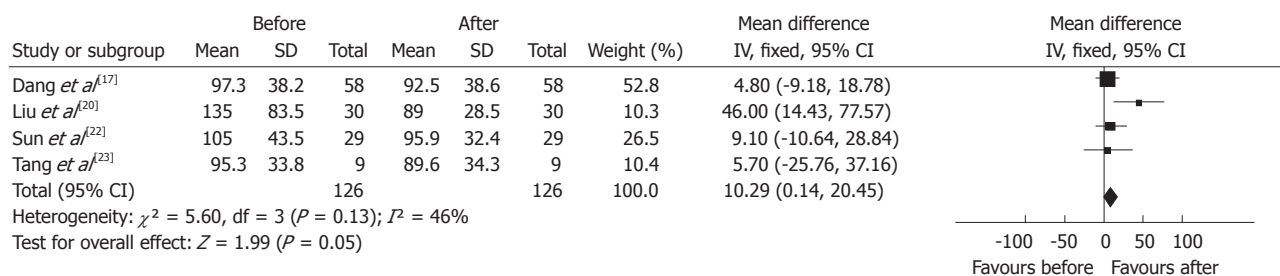 Before After Mean difference Mean difference
Study or subgroup Mean SD Total Mean SD Total Weight (%) IV, fixed, 95% CI IV, fixed, 95% CI
Dang et al[17] 97.3 38.2 58 92.5 38.6 58 52.8 4.80 (-9.18, 18.78)
Liu et al[20] 135 83.5 30 89 28.5 30 10.3 46.00 (14.43, 77.57)
Sun et al[22] 105 43.5 29 95.9 32.4 29 26.5 9.10 (-10.64, 28.84)
Tang et al[23] 95.3 33.8 9 89.6 34.3 9 10.4 5.70 (-25.76, 37.16)
Total (95% CI) 126 126 100.0 10.29 (0.14, 20.45)
Heterogeneity: χ² = 5.60, df = 3 (P = 0.13); I² = 46%
Test for overall effect: Z = 1.99 (P = 0.05)
-100 -50 0 50 100
Favours before Favours after